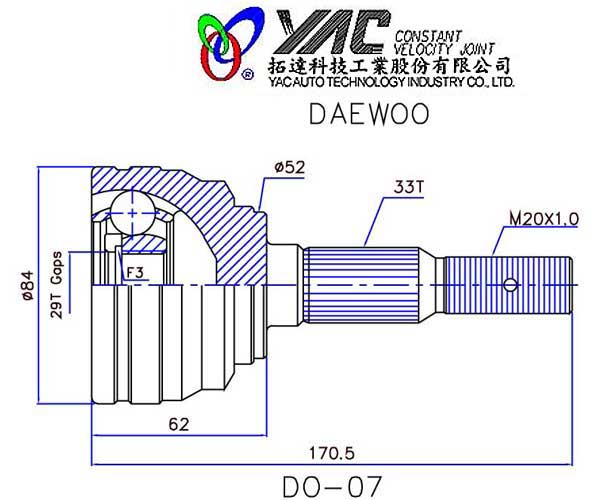 YAC CONSTANT
VELOCITY JOINT
®
拓達科技工業股份有限公司
YAC AUTO TECHNOLOGY INDUSTRY CO., LTD.
DAEWOO
ø52
33T
M20X1.0
F3
ø84
29T Gaps
62
170.5
DO-07